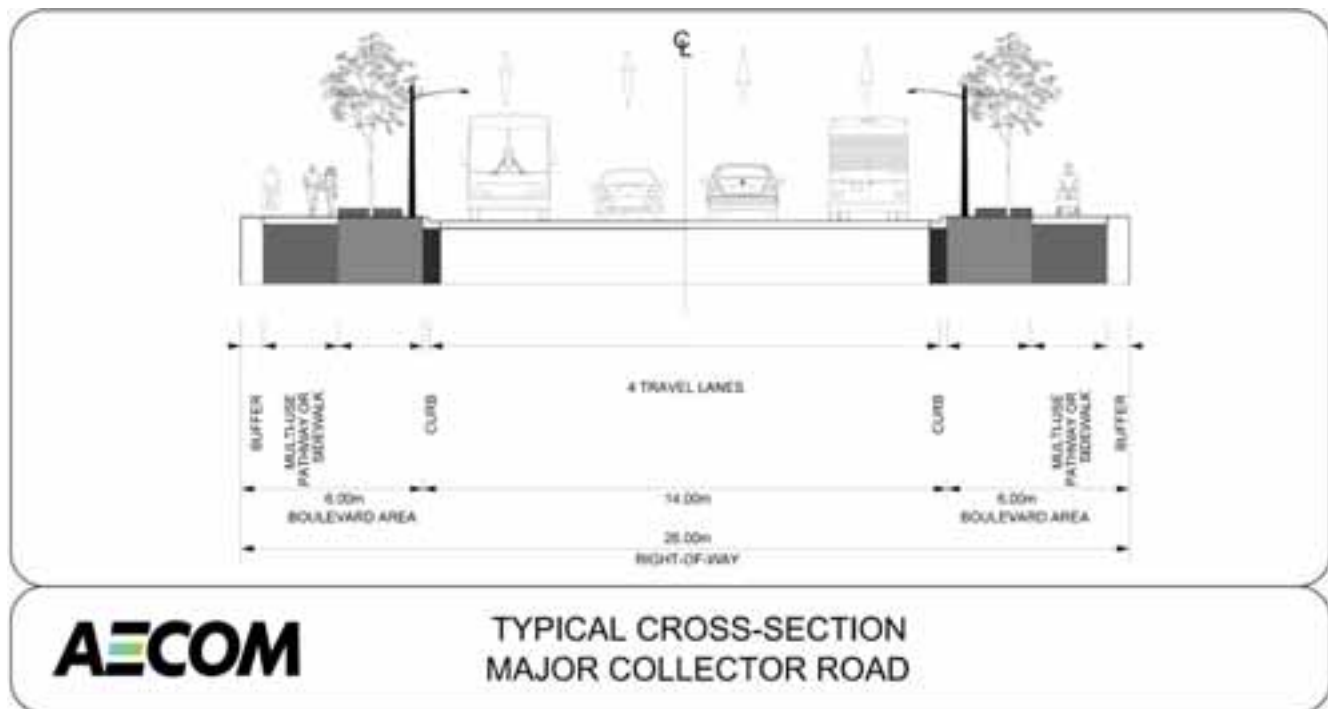 ℄
4 TRAVEL LANES
BUFFER
MULTI-USE
PATHWAY OR
SIDEWALK
CURB
CURB
MULTI-USE
PATHWAY OR
SIDEWALK
BUFFER
6.00m
BOULEVARD AREA
14.00m
6.00m
BOULEVARD AREA
26.00m
RIGHT-OF-WAY
AECOM
TYPICAL CROSS-SECTION
MAJOR COLLECTOR ROAD